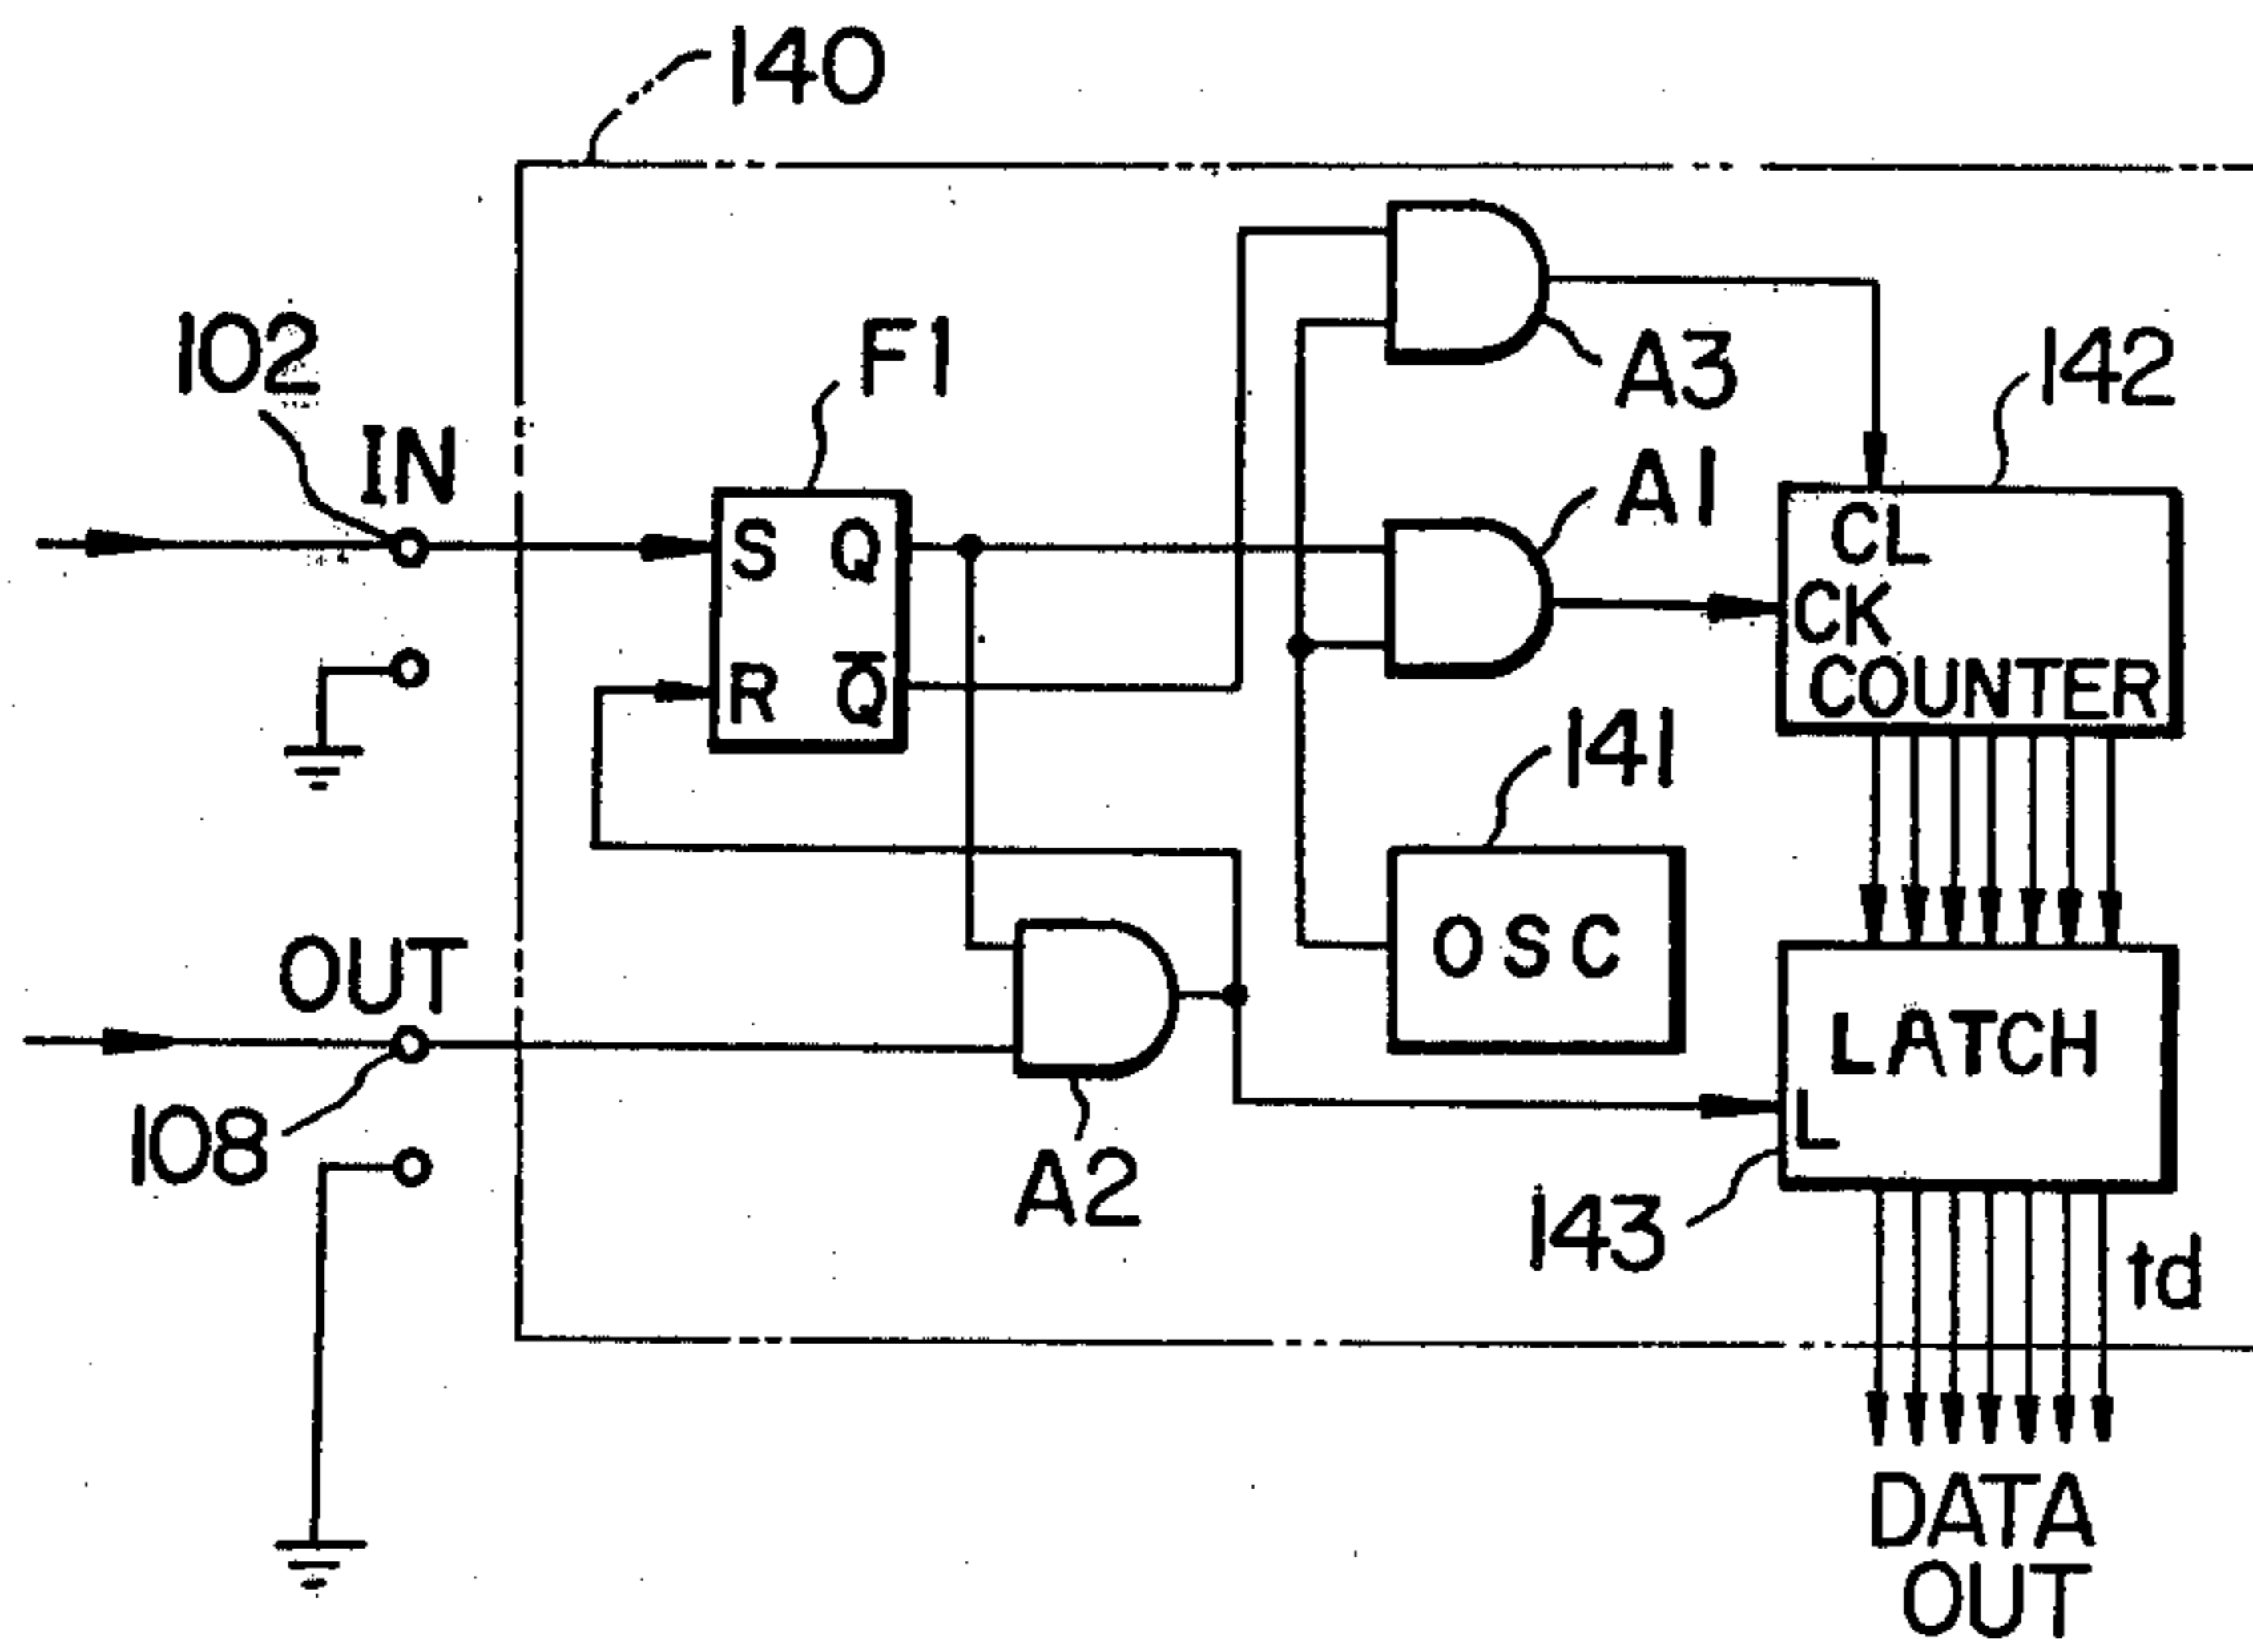 140
102
IN
F1
A3
142
A1
S Q
CL
CK
COUNTER
R Q̅
141
OSC
OUT
LATCH
L
108
A2
143
td
DATA
OUT